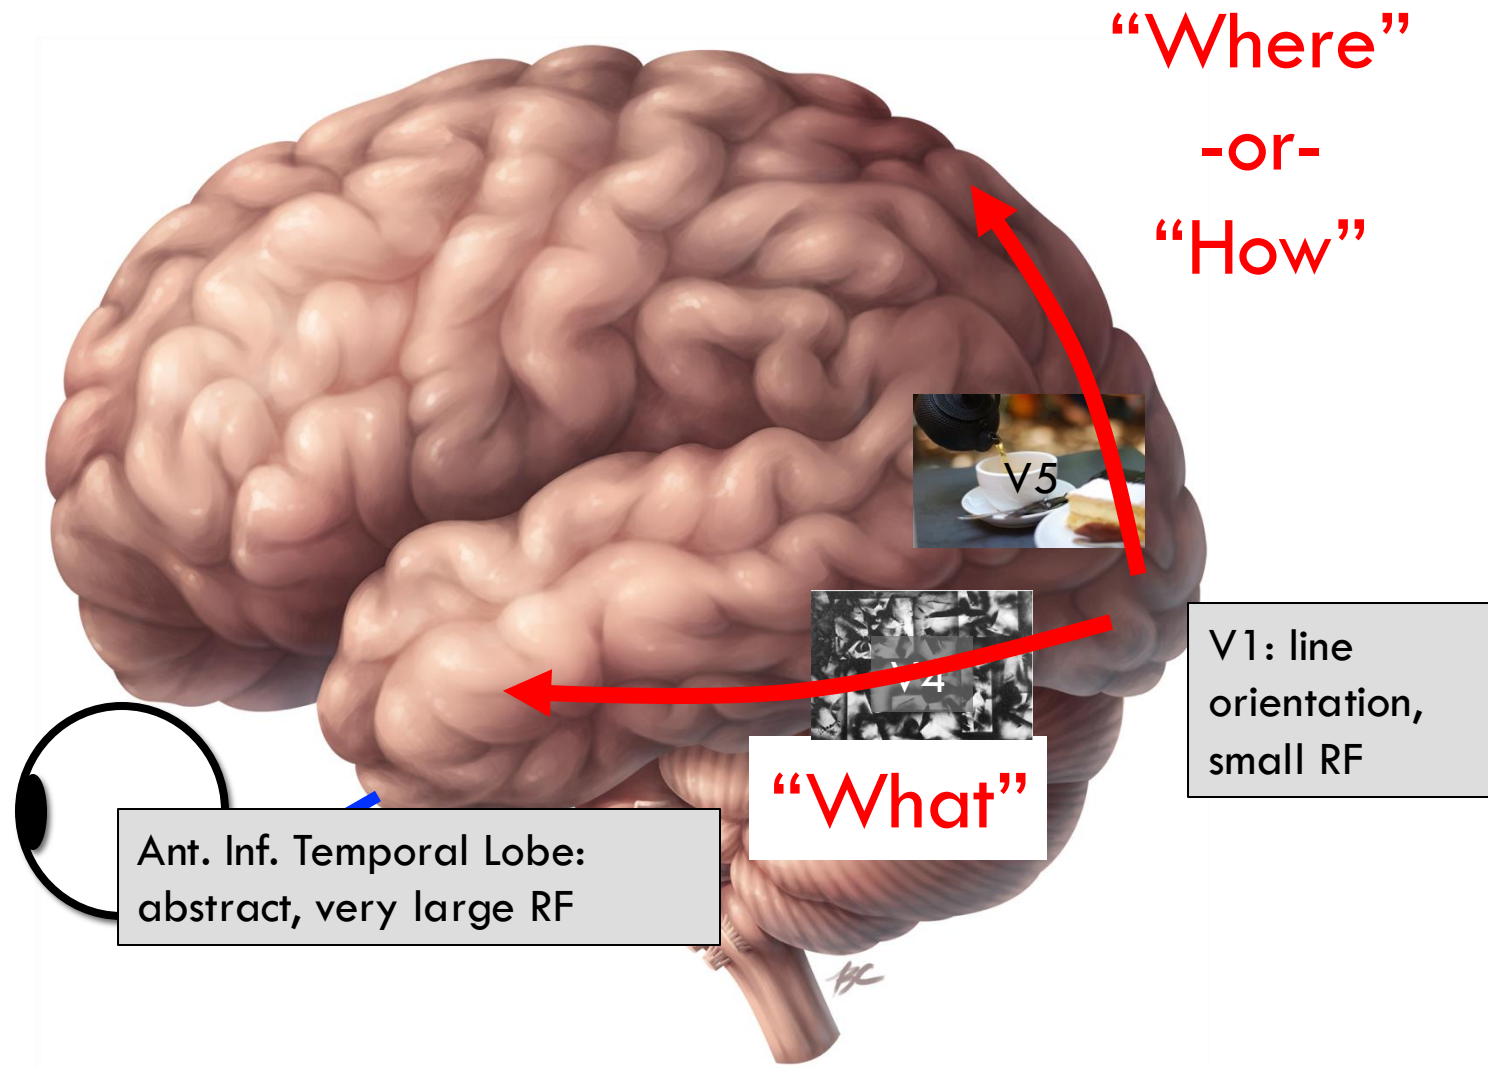 “Where”
-or-
“How”
V5
V4
“What”
V1: line
orientation,
small RF
Ant. Inf. Temporal Lobe:
abstract, very large RF